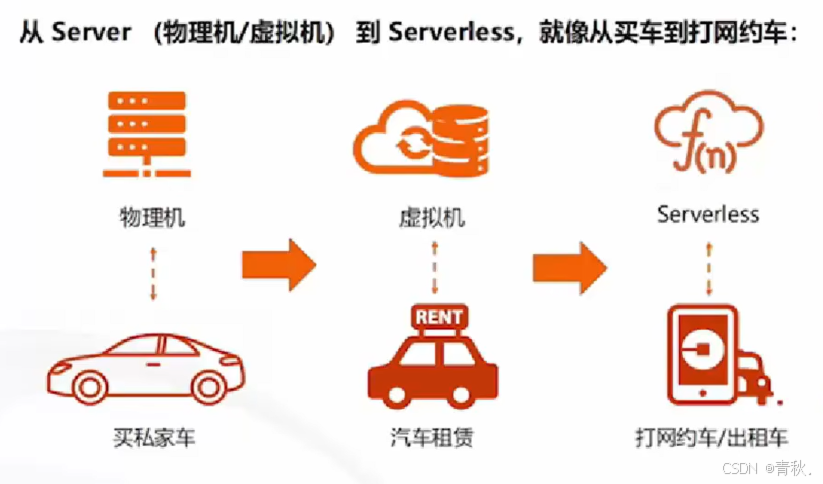 从 Server （物理机/虚拟机） 到 Serverless，就像从买车到打网约车：
f(n)
物理机
虚拟机
Serverless
RENT
买私家车
汽车租赁
打网约车/出租车
CSDN @青秋.